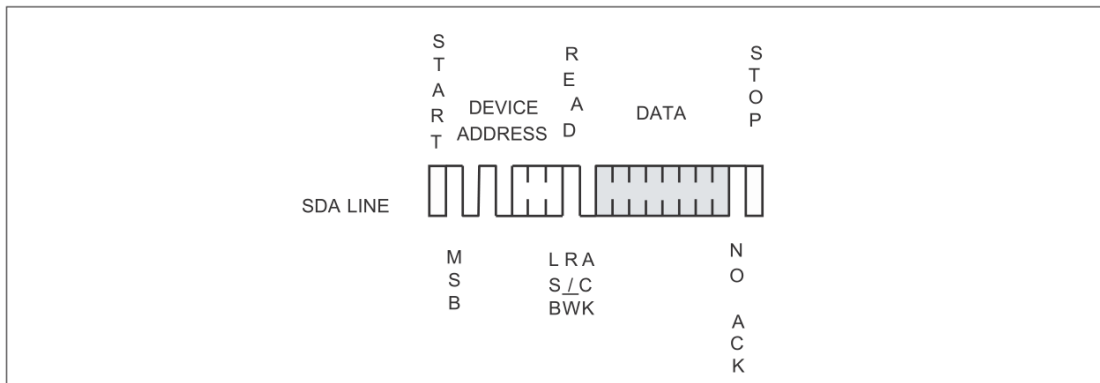 START
DEVICE
ADDRESS
READ
DATA
STOP
SDA LINE
MSB
LSB
R/W
ACK
NO ACK